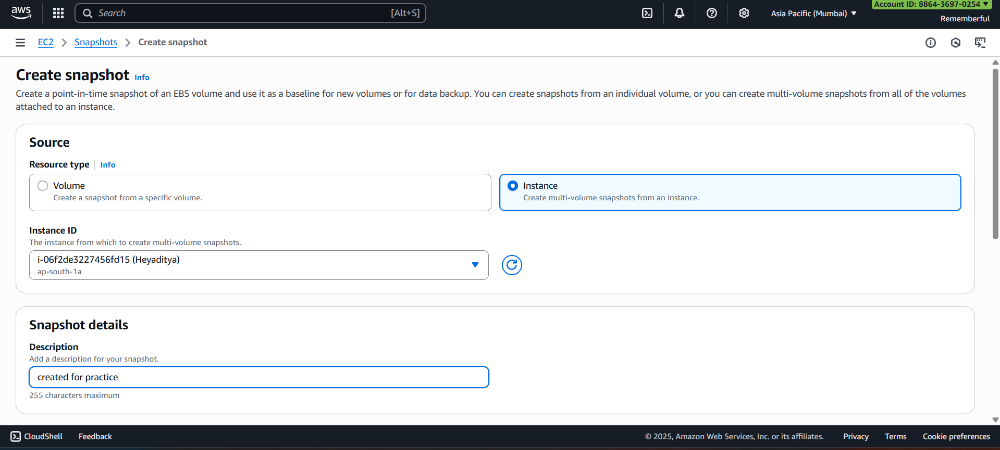 aws
Search [Alt+S]
Asia Pacific (Mumbai)
Account ID: 8864-3697-0254
Rememberful
EC2 Snapshots Create snapshot
Create snapshot Info
Create a point-in-time snapshot of an EBS volume and use it as a baseline for new volumes or for data backup. You can create snapshots from an individual volume, or you can create multi-volume snapshots from all of the volumes
attached to an instance.
Source
Resource type Info
Volume
Create a snapshot from a specific volume.
Instance
Create multi-volume snapshots from an instance.
Instance ID
The instance from which to create multi-volume snapshots.
i-06f2de3227456fd15 (Heyaditya)
ap-south-1a
Snapshot details
Description
Add a description for your snapshot.
created for practice
255 characters maximum
CloudShell Feedback © 2025, Amazon Web Services, Inc. or its affiliates. Privacy Terms Cookie preferences